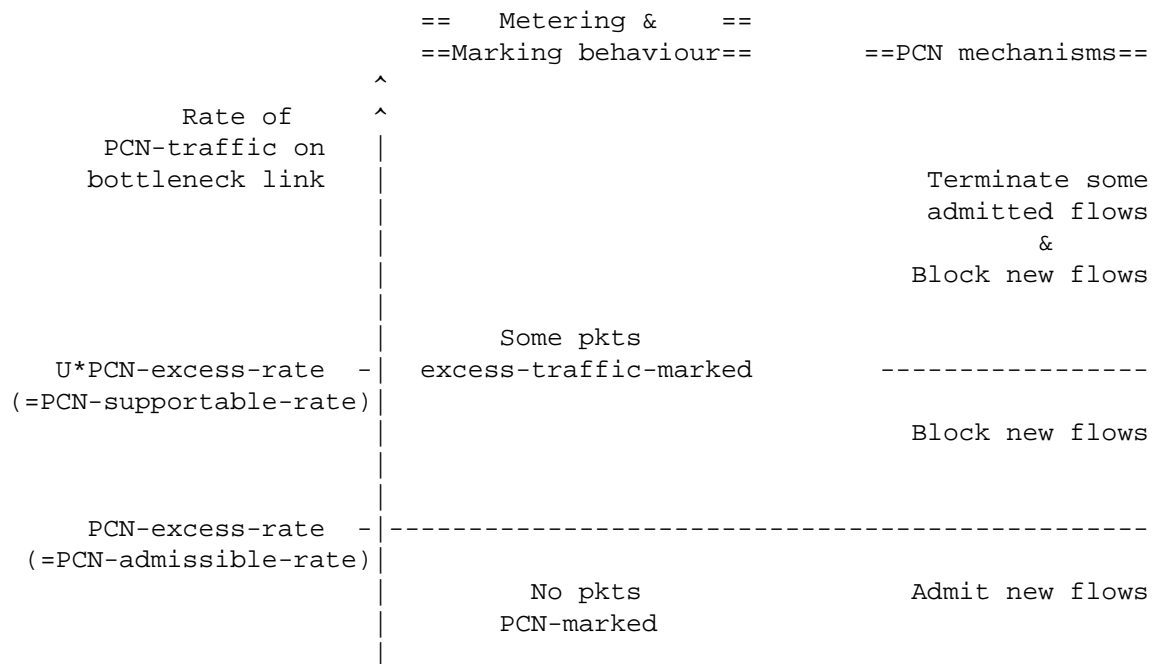 ==   Metering &    ==
==Marking behaviour==       ==PCN mechanisms==
^
Rate of     ^
PCN-traffic on   |
bottleneck link   |                                  Terminate some
|                                  admitted flows
|                                         &
|                                 Block new flows
|
|       Some pkts
U*PCN-excess-rate  -|  excess-traffic-marked        -----------------
(=PCN-supportable-rate)|
|                                 Block new flows
|
|
PCN-excess-rate  -|------------------------------------------------
(=PCN-admissible-rate)|
|         No pkts                 Admit new flows
|       PCN-marked
|